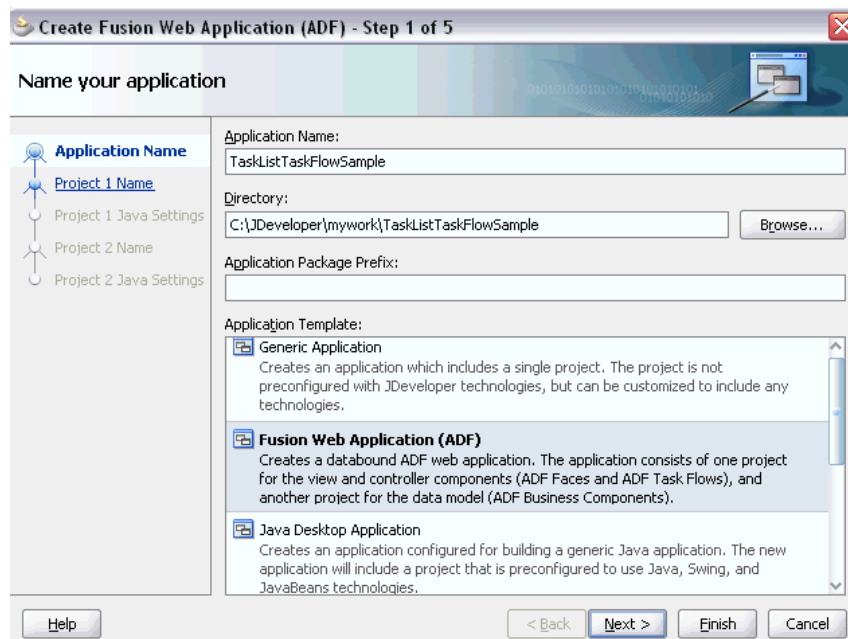 Create Fusion Web Application (ADF) - Step 1 of 5
Name your application
Application Name
Project 1 Name
Project 1 Java Settings
Project 2 Name
Project 2 Java Settings
Application Name:
TaskListTaskFlowSample
Directory:
C:\JDeveloper\mywork\TaskListTaskFlowSample
Browse...
Application Package Prefix:
Application Template:
Generic Application
Creates an application which includes a single project. The project is not
preconfigured with JDeveloper technologies, but can be customized to include any
technologies.
Fusion Web Application (ADF)
Creates a databound ADF web application. The application consists of one project
for the view and controller components (ADF Faces and ADF Task Flows), and
another project for the data model (ADF Business Components).
Java Desktop Application
Creates an application configured for building a generic Java application. The new
application will include a project that is preconfigured to use Java, Swing, and
JavaBeans technologies.
Help
< Back
Next >
Finish
Cancel